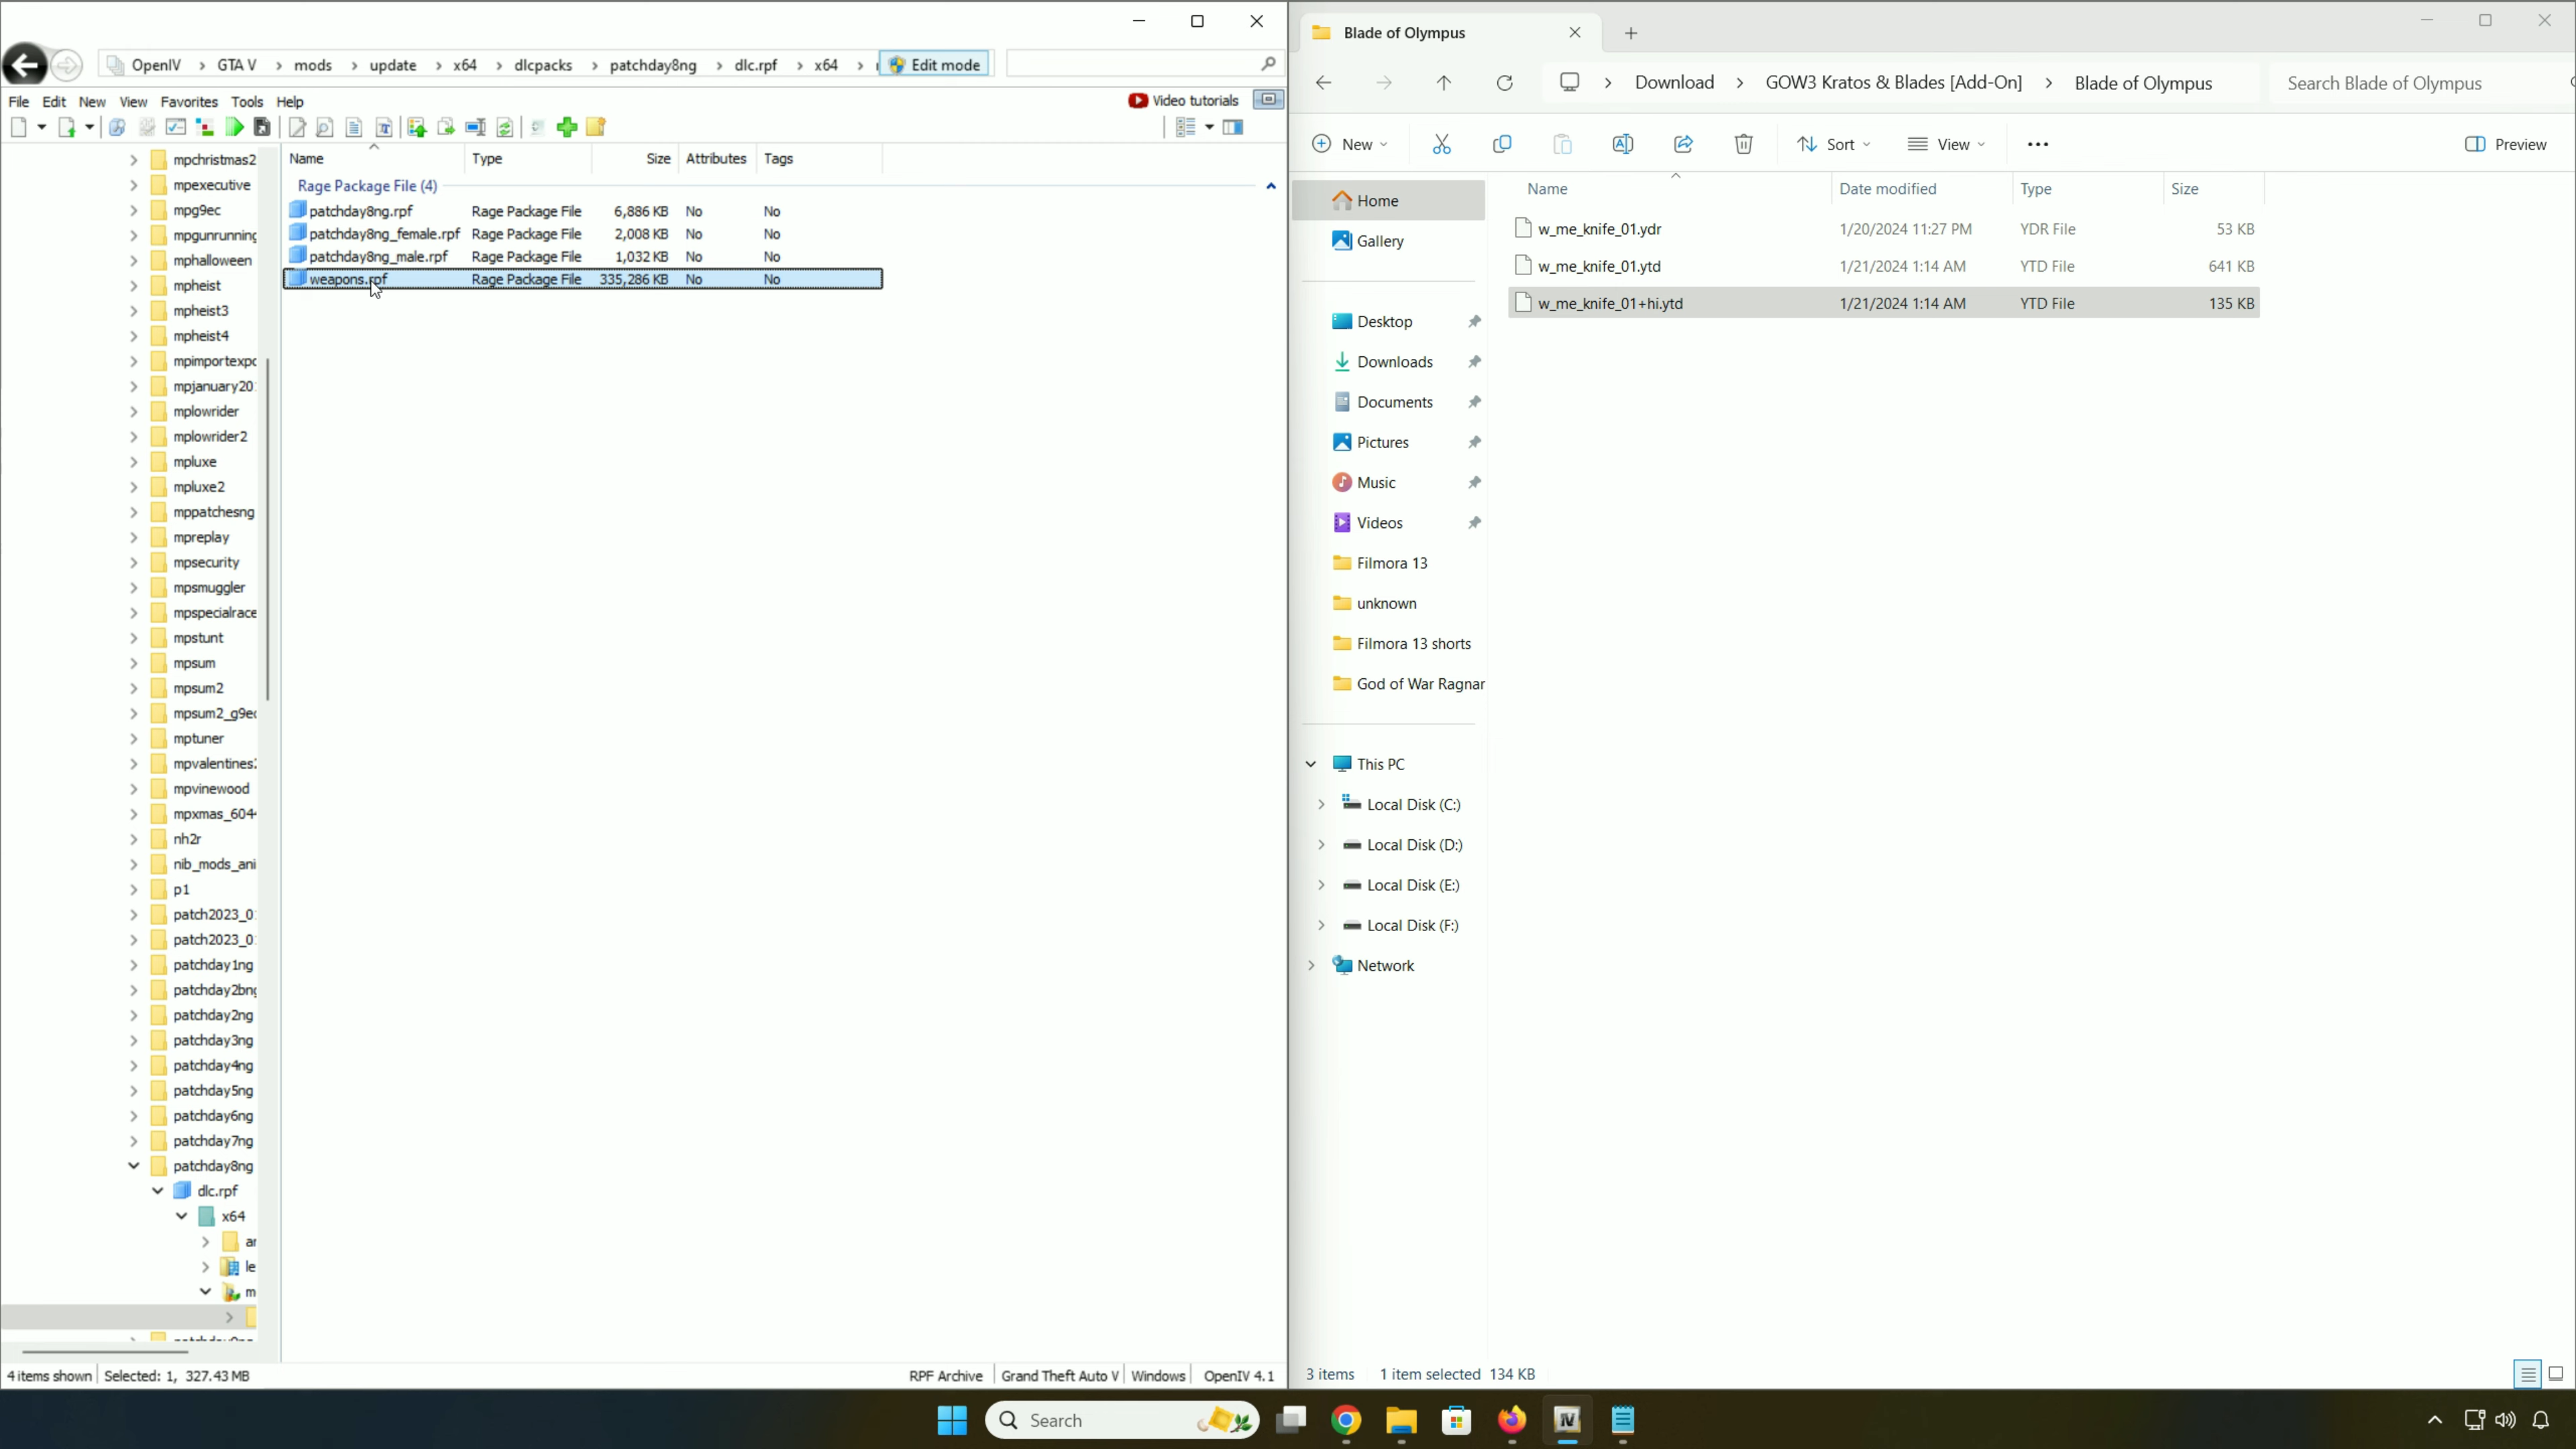 OpenIV > GTA V > mods > update > x64 > dlcpacks > patchday8ng > dlc.rpf > x64 > Edit mode
File Edit New View Favorites Tools Help
Video tutorials
mpchristmas2
mpexecutive
mpg9ec
mpgunrunning
mphalloween
mpheist
mpheist3
mpheist4
mpimportexpo
mpjanuary201
mplowrider
mplowrider2
mpluxe
mpluxe2
mppatchesng
mpreplay
mpsecurity
mpsmuggler
mpspecialrace
mpstunt
mpsum
mpsum2
mpsum2_g9ec
mptuner
mpvalentines2
mpvinewood
mpxmas_6044
nh2r
nib_mods_ani
p1
patch2023_01
patch2023_01
patchday1ng
patchday2bng
patchday2ng
patchday3ng
patchday4ng
patchday5ng
patchday6ng
patchday7ng
patchday8ng
dlc.rpf
x64
ar
le
m
Name Type Size Attributes Tags
Rage Package File (4)
patchday8ng.rpf Rage Package File 6,886 KB No No
patchday8ng_female.rpf Rage Package File 2,008 KB No No
patchday8ng_male.rpf Rage Package File 1,032 KB No No
weapons.rpf Rage Package File 335,286 KB No No
4 items shown Selected: 1, 327.43 MB
RPF Archive Grand Theft Auto V Windows OpenIV 4.1
Blade of Olympus
Download > GOW3 Kratos & Blades [Add-On] > Blade of Olympus
Search Blade of Olympus
New Sort View Preview
Home
Gallery
Desktop
Downloads
Documents
Pictures
Music
Videos
Filmora 13
unknown
Filmora 13 shorts
God of War Ragnar
This PC
Local Disk (C:)
Local Disk (D:)
Local Disk (E:)
Local Disk (F:)
Network
Name Date modified Type Size
w_me_knife_01.ydr 1/20/2024 11:27 PM YDR File 53 KB
w_me_knife_01.ytd 1/21/2024 1:14 AM YTD File 641 KB
w_me_knife_01+hi.ytd 1/21/2024 1:14 AM YTD File 135 KB
3 items 1 item selected 134 KB
Search
IV